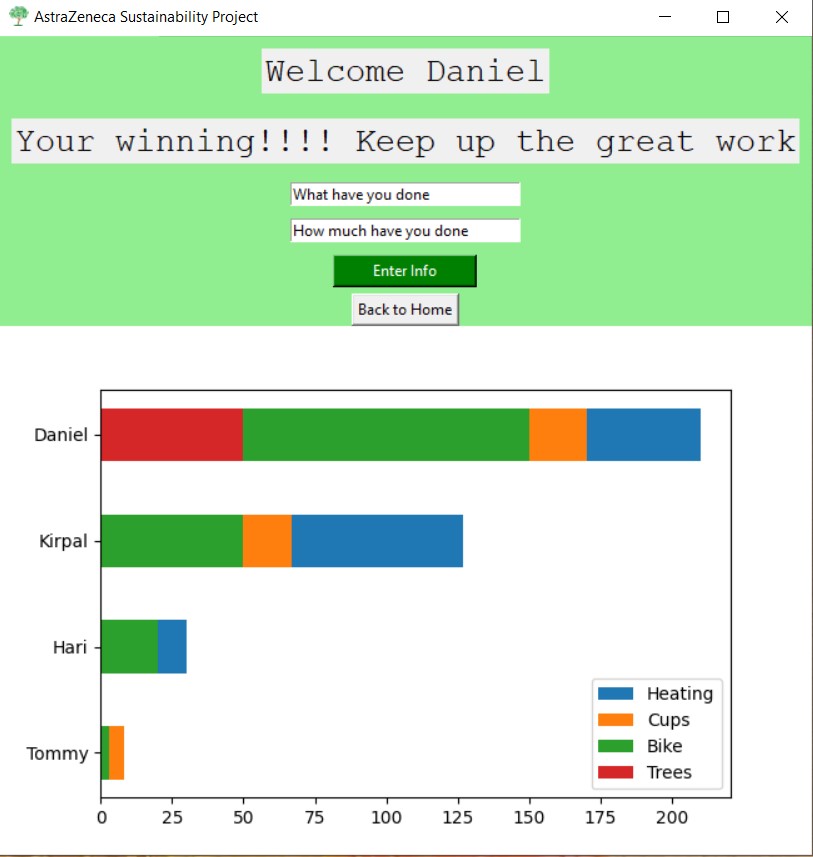 AstraZeneca Sustainability Project
Welcome Daniel
Your winning!!!! Keep up the great work
What have you done
How much have you done
Enter Info
Back to Home
Daniel
Kirpal
Hari
Tommy
Heating
Cups
Bike
Trees
0 25 50 75 100 125 150 175 200